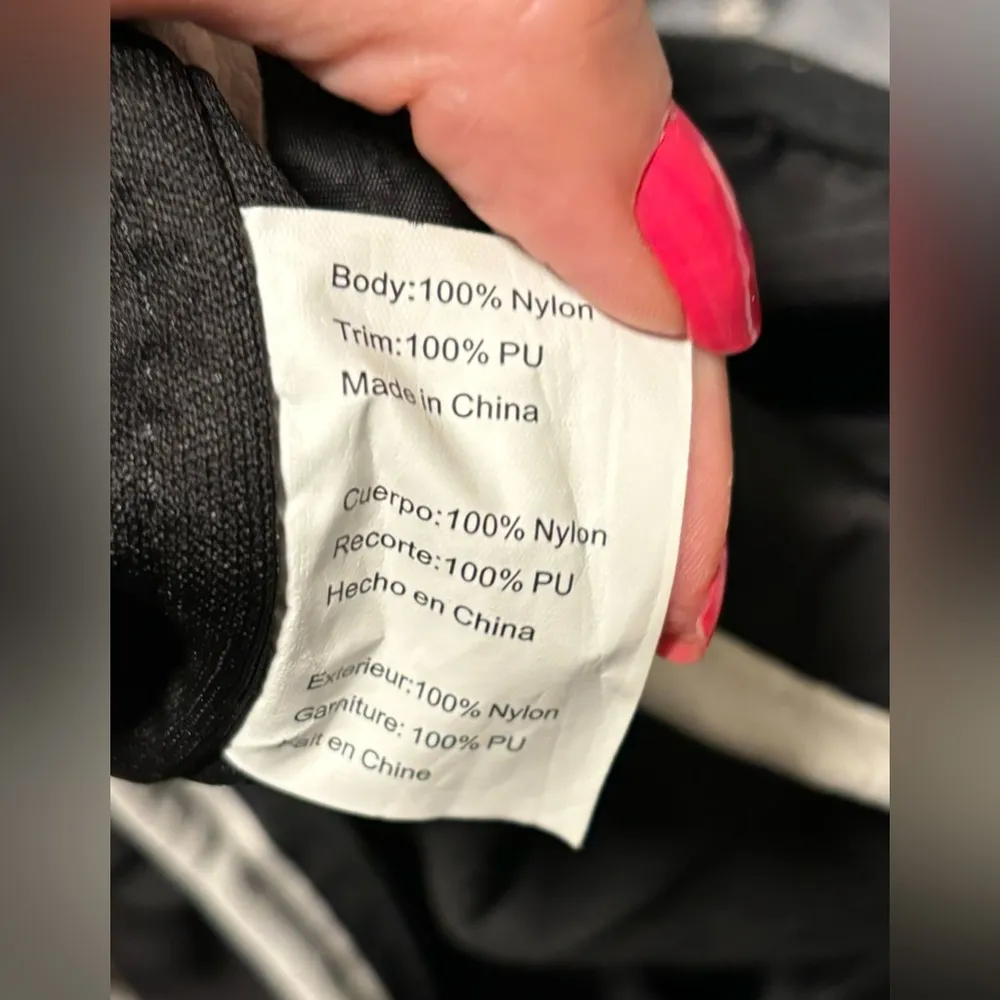 Body:100% Nylon
Trim:100% PU
Made in China
Cuerpo:100% Nylon
Recorte:100% PU
Hecho en China
Exterieur:100% Nylon
Garniture: 100% PU
Fait en Chine